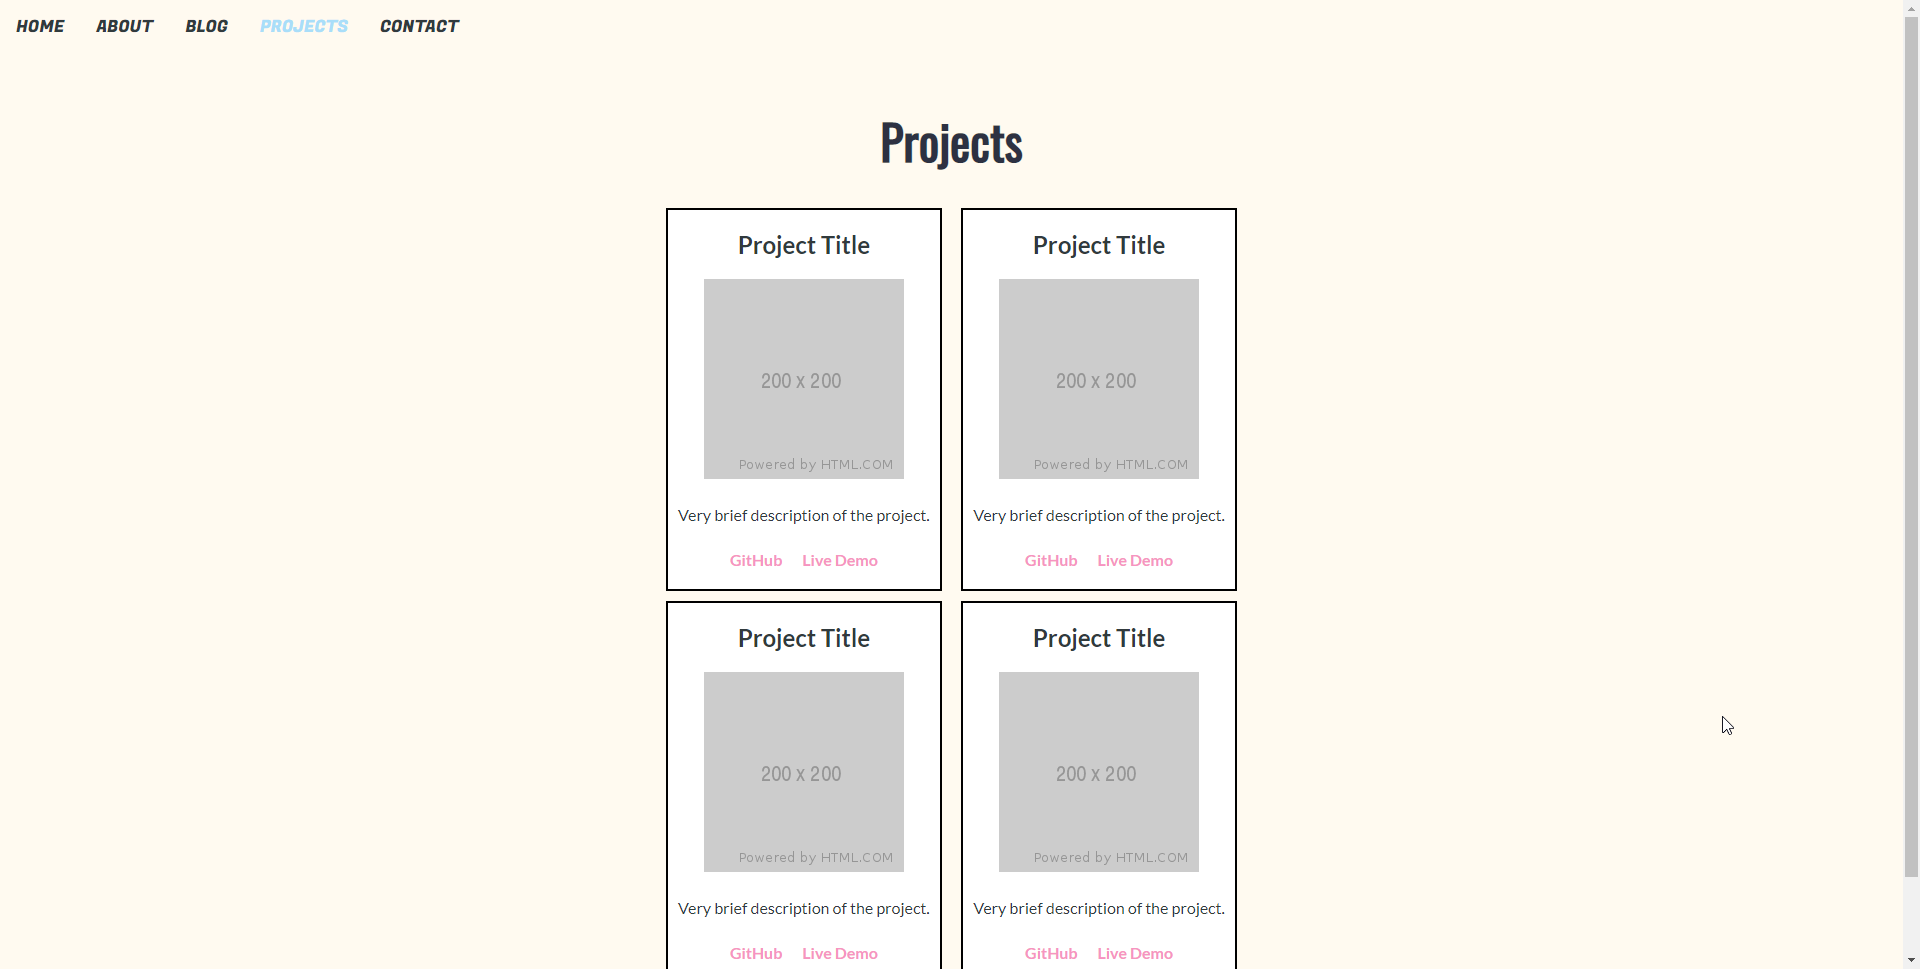 HOME ABOUT BLOG PROJECTS CONTACT
Projects
Project Title
200 x 200
Powered by HTML.COM
Very brief description of the project.
GitHub Live Demo
Project Title
200 x 200
Powered by HTML.COM
Very brief description of the project.
GitHub Live Demo
Project Title
200 x 200
Powered by HTML.COM
Very brief description of the project.
GitHub Live Demo
Project Title
200 x 200
Powered by HTML.COM
Very brief description of the project.
GitHub Live Demo